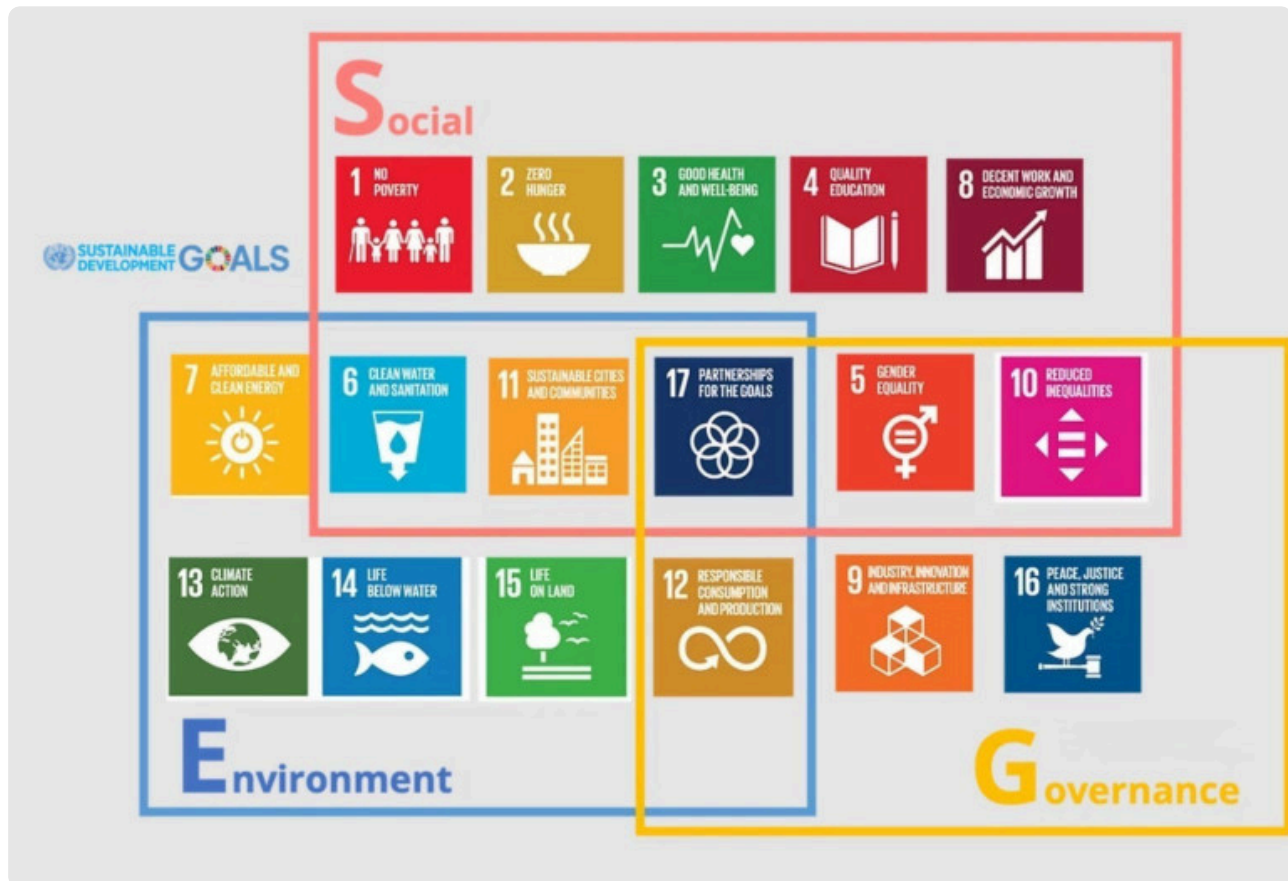 Social
1 NO
POVERTY
2 ZERO
HUNGER
3 GOOD HEALTH
AND WELL-BEING
4 QUALITY
EDUCATION
8 DECENT WORK AND
ECONOMIC GROWTH
SUSTAINABLE
DEVELOPMENT GOALS
7 AFFORDABLE AND
CLEAN ENERGY
6 CLEAN WATER
AND SANITATION
11 SUSTAINABLE CITIES
AND COMMUNITIES
17 PARTNERSHIPS
FOR THE GOALS
5 GENDER
EQUALITY
10 REDUCED
INEQUALITIES
13 CLIMATE
ACTION
14 LIFE
BELOW WATER
15 LIFE
ON LAND
12 RESPONSIBLE
CONSUMPTION
AND PRODUCTION
9 INDUSTRY, INNOVATION
AND INFRASTRUCTURE
16 PEACE, JUSTICE
AND STRONG
INSTITUTIONS
Environment
Governance